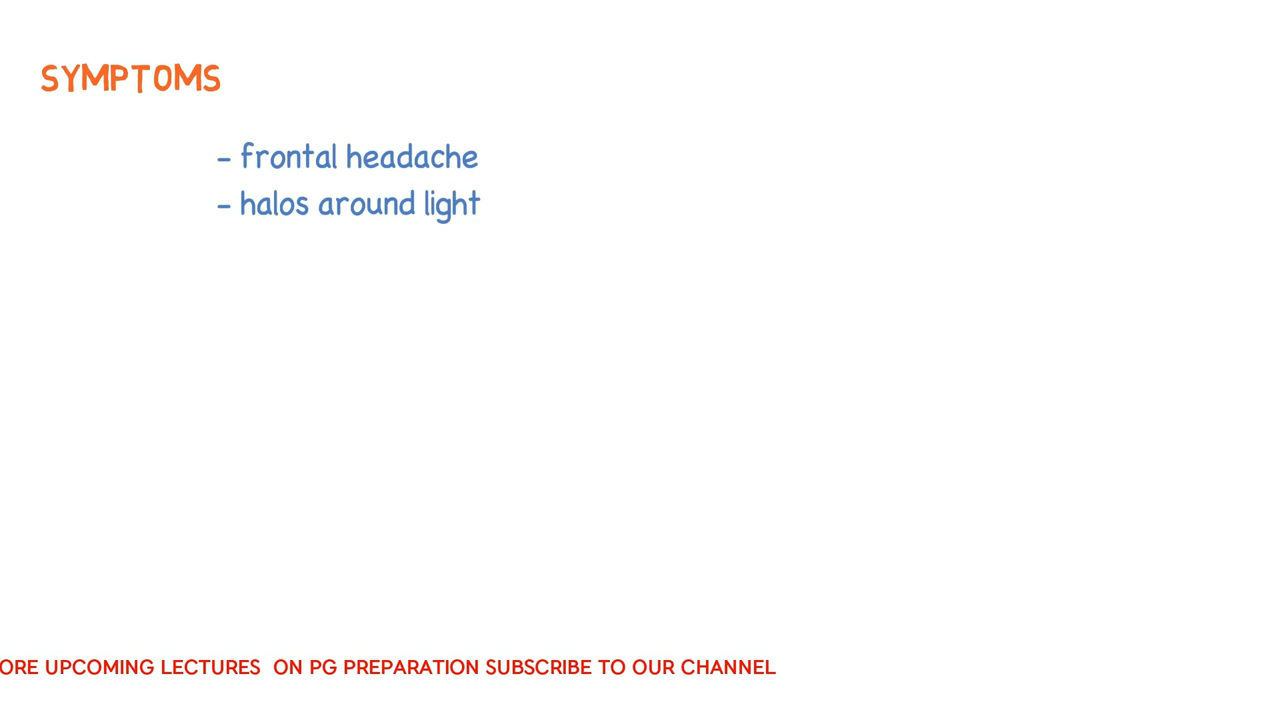 SYMPTOMS
- frontal headache
- halos around light
ORE UPCOMING LECTURES  ON PG PREPARATION SUBSCRIBE TO OUR CHANNEL